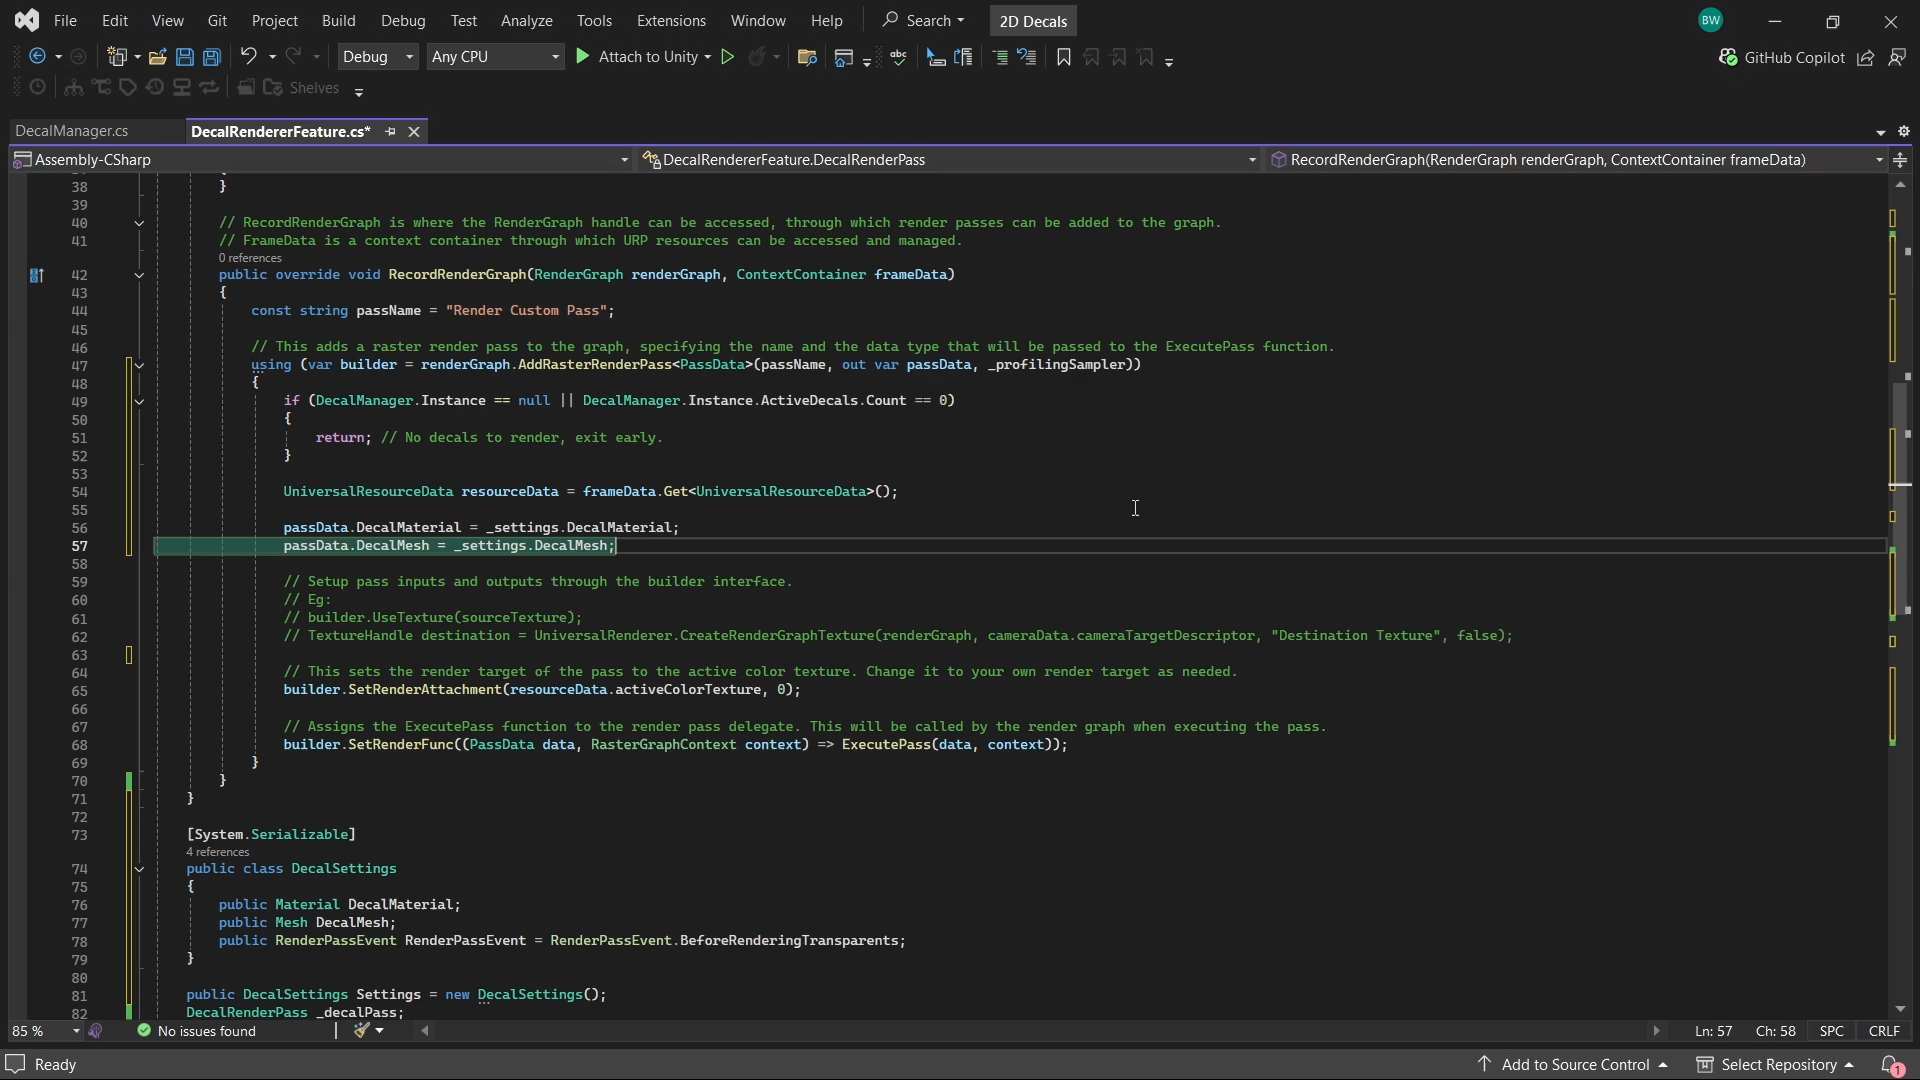 File Edit View Git Project Build Debug Test Analyze Tools Extensions Window Help Search 2D Decals BW
Debug Any CPU Attach to Unity abc GitHub Copilot
Shelves
DecalManager.cs DecalRendererFeature.cs*
Assembly-CSharp DecalRendererFeature.DecalRenderPass RecordRenderGraph(RenderGraph renderGraph, ContextContainer frameData)
38 }
39
40 // RecordRenderGraph is where the RenderGraph handle can be accessed, through which render passes can be added to the graph.
41 // FrameData is a context container through which URP resources can be accessed and managed.
0 references
42 public override void RecordRenderGraph(RenderGraph renderGraph, ContextContainer frameData)
43 {
44 const string passName = "Render Custom Pass";
45
46 // This adds a raster render pass to the graph, specifying the name and the data type that will be passed to the ExecutePass function.
47 using (var builder = renderGraph.AddRasterRenderPass<PassData>(passName, out var passData, _profilingSampler))
48 {
49 if (DecalManager.Instance == null || DecalManager.Instance.ActiveDecals.Count == 0)
50 {
51 return; // No decals to render, exit early.
52 }
53
54 UniversalResourceData resourceData = frameData.Get<UniversalResourceData>();
55
56 passData.DecalMaterial = _settings.DecalMaterial;
57 passData.DecalMesh = _settings.DecalMesh;
58
59 // Setup pass inputs and outputs through the builder interface.
60 // Eg:
61 // builder.UseTexture(sourceTexture);
62 // TextureHandle destination = UniversalRenderer.CreateRenderGraphTexture(renderGraph, cameraData.cameraTargetDescriptor, "Destination Texture", false);
63
64 // This sets the render target of the pass to the active color texture. Change it to your own render target as needed.
65 builder.SetRenderAttachment(resourceData.activeColorTexture, 0);
66
67 // Assigns the ExecutePass function to the render pass delegate. This will be called by the render graph when executing the pass.
68 builder.SetRenderFunc((PassData data, RasterGraphContext context) => ExecutePass(data, context));
69 }
70 }
71 }
72
73 [System.Serializable]
4 references
74 public class DecalSettings
75 {
76 public Material DecalMaterial;
77 public Mesh DecalMesh;
78 public RenderPassEvent RenderPassEvent = RenderPassEvent.BeforeRenderingTransparents;
79 }
80
81 public DecalSettings Settings = new DecalSettings();
82 DecalRenderPass _decalPass;
85 % No issues found Ln: 57 Ch: 58 SPC CRLF
Ready Add to Source Control Select Repository 1